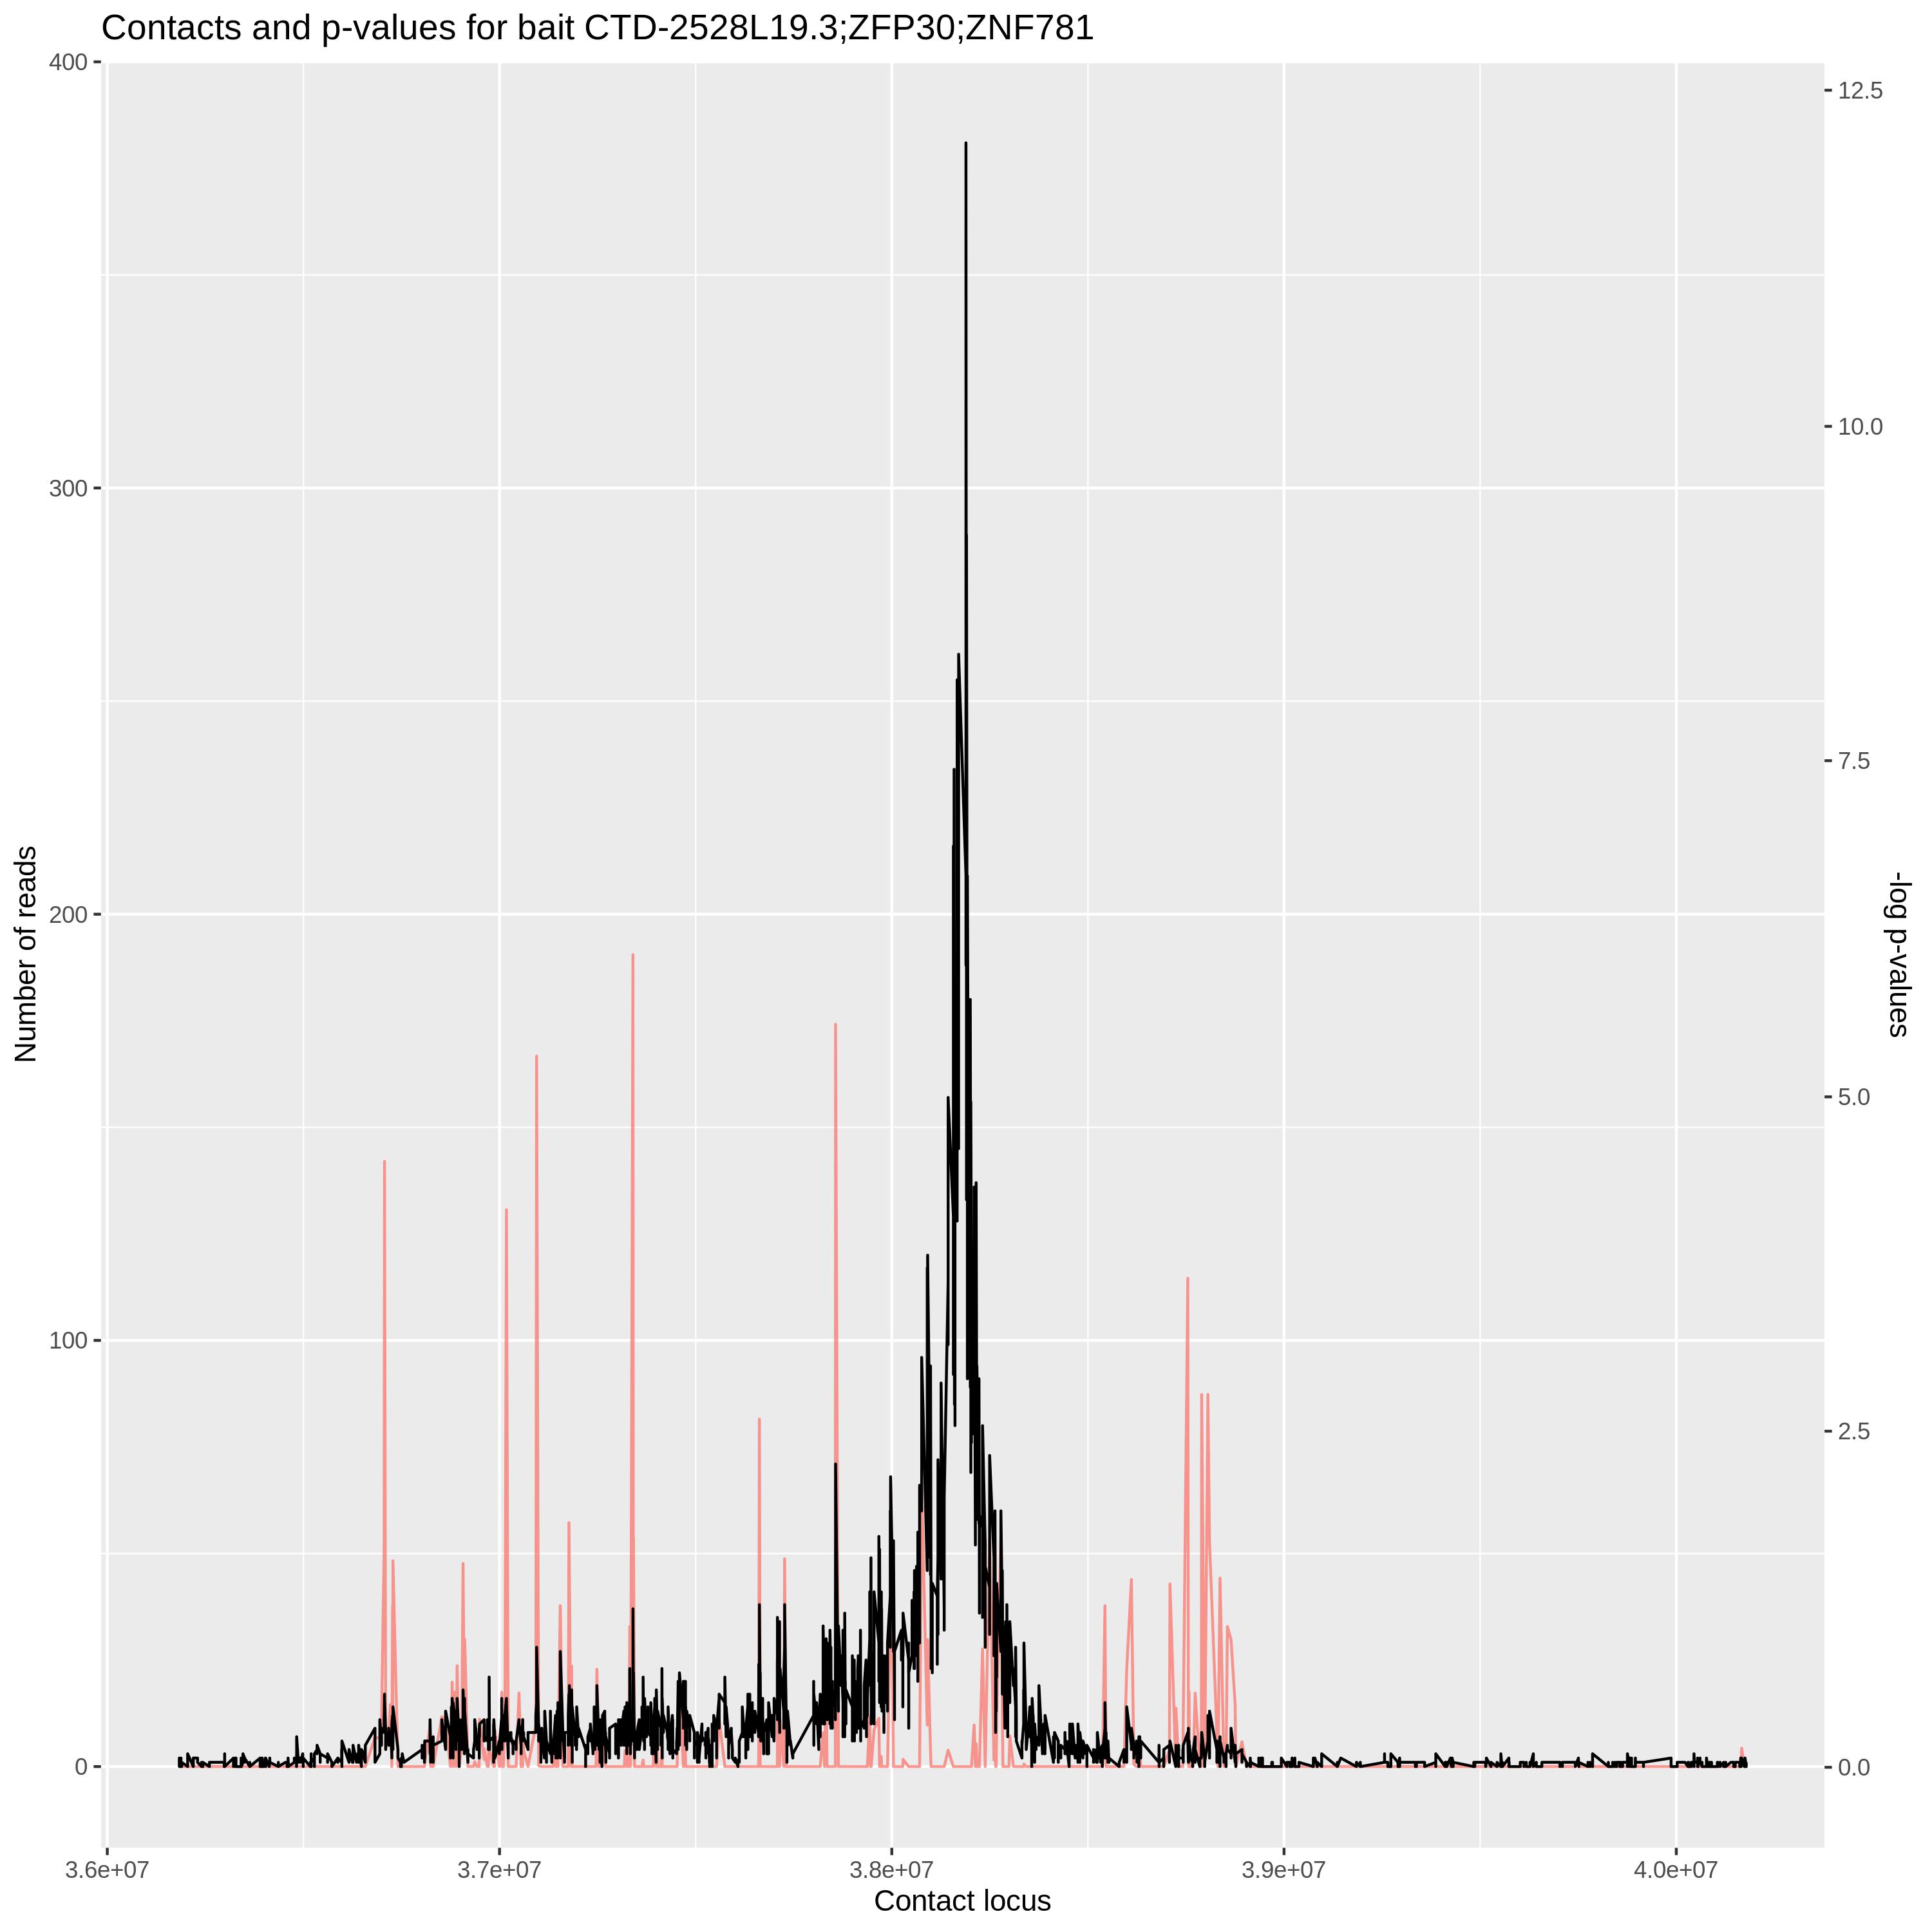 Contacts and p-values for bait CTD-2528L19.3;ZFP30;ZNF781
400
300
200
100
0
Number of reads
12.5
10.0
7.5
5.0
2.5
0.0
-log p-values
3.6e+07
3.7e+07
3.8e+07
3.9e+07
4.0e+07
Contact locus